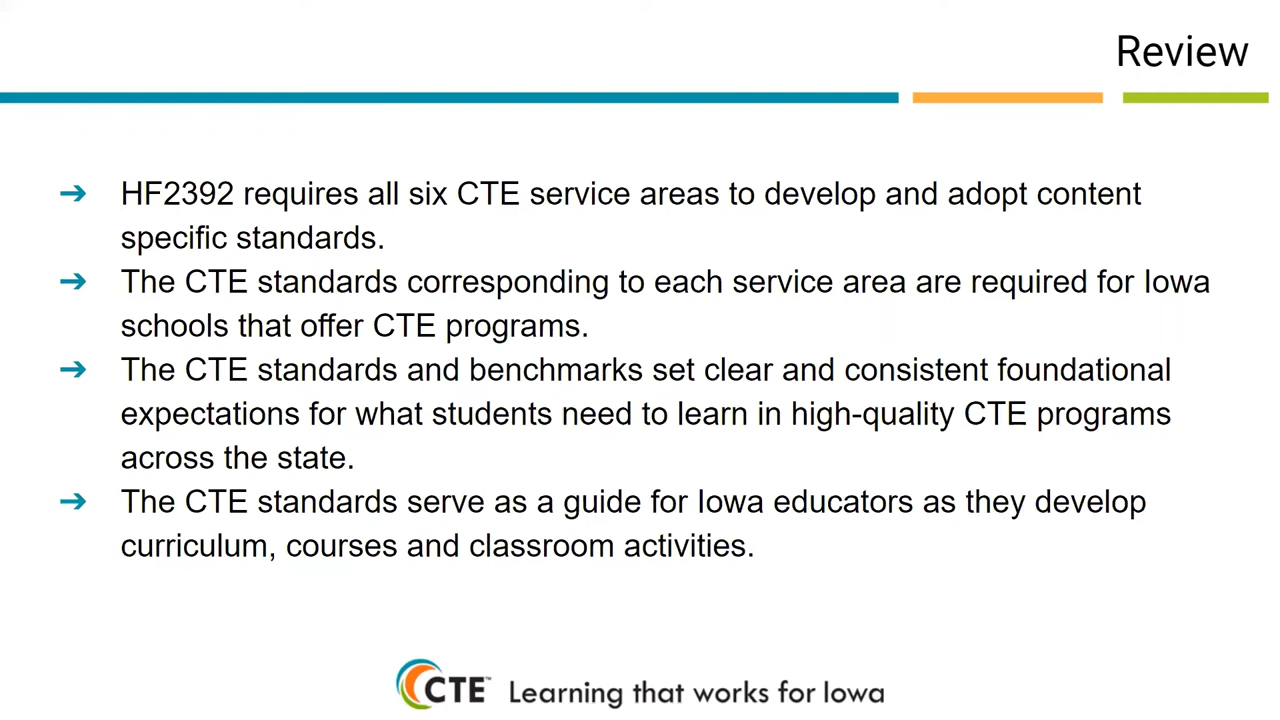 Review
➔ HF2392 requires all six CTE service areas to develop and adopt content
specific standards.
➔ The CTE standards corresponding to each service area are required for Iowa
schools that offer CTE programs.
➔ The CTE standards and benchmarks set clear and consistent foundational
expectations for what students need to learn in high-quality CTE programs
across the state.
➔ The CTE standards serve as a guide for Iowa educators as they develop
curriculum, courses and classroom activities.
CTE™ Learning that works for Iowa